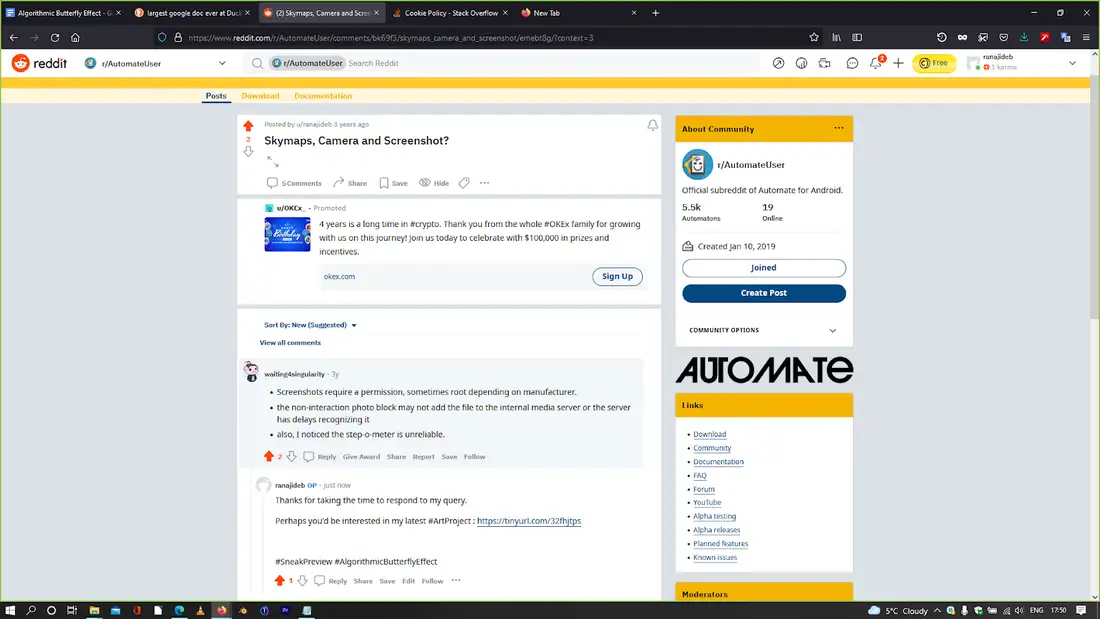 Algorithmic Butterfly Effect - G
largest google doc ever at Duck
(2) Skymaps, Camera and Screen
Cookie Policy - Stack Overflow
New Tab
https://www.reddit.com/r/AutomateUser/comments/bk69f3/skymaps_camera_and_screenshot/emebt8g/?context=3
reddit
r/AutomateUser
r/AutomateUser
Search Reddit
2
Free
ranajideb
1 karma
Posts
Download
Documentation
Posted by u/ranajideb 3 years ago
2
Skymaps, Camera and Screenshot?
5 Comments
Share
Save
Hide
u/OKEx_ • Promoted
4 years is a long time in #crypto. Thank you from the whole #OKEx family for growing
with us on this journey! Join us today to celebrate with $100,000 in prizes and
incentives.
Birthday
okex.com
Sign Up
Sort By: New (Suggested)
View all comments
waiting4singularity · 3y
• Screenshots require a permission, sometimes root depending on manufacturer.
• the non-interaction photo block may not add the file to the internal media server or the server
has delays recognizing it
• also, I noticed the step-o-meter is unreliable.
2
Reply
Give Award
Share
Report
Save
Follow
ranajideb OP · just now
Thanks for taking the time to respond to my query.
Perhaps you'd be interested in my latest #ArtProject : https://tinyurl.com/32fhjtps
#SneakPreview #AlgorithmicButterflyEffect
1
Reply
Share
Save
Edit
Follow
About Community
r/AutomateUser
Official subreddit of Automate for Android.
5.5k
19
Automatons
Online
Created Jan 10, 2019
Joined
Create Post
COMMUNITY OPTIONS
AUTOMATE
Links
• Download
• Community
• Documentation
• FAQ
• Forum
• YouTube
• Alpha testing
• Alpha releases
• Planned features
• Known issues
Moderators
5°C Cloudy
ENG
17:50